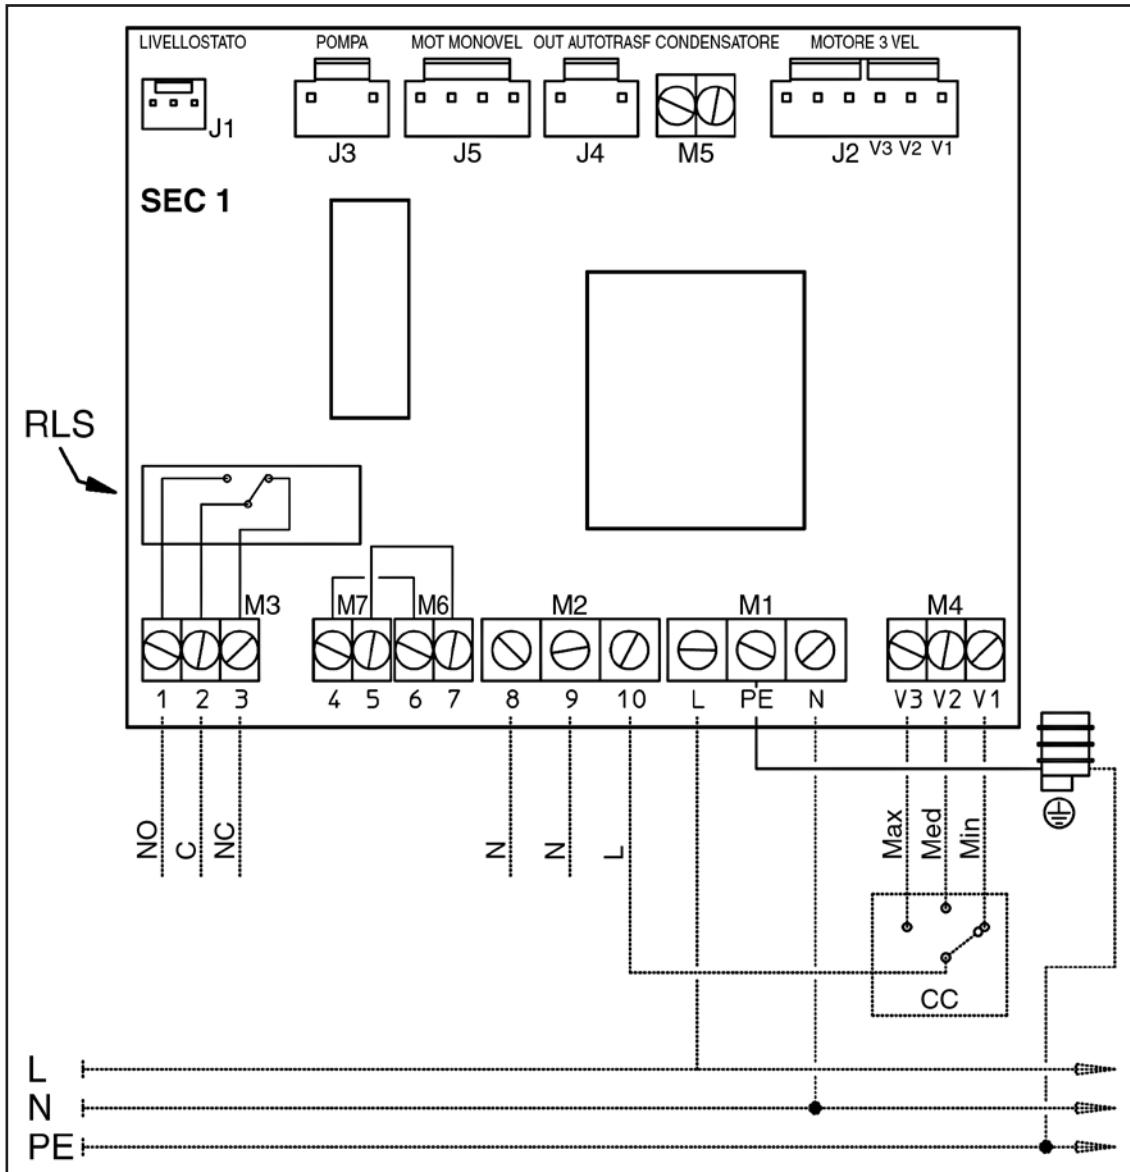 LIVELLOSTATO POMPA MOT MONOVEL OUT AUTOTRASF CONDENSATORE MOTORE 3 VEL
J1 J3 J5 J4 M5 J2 V3 V2 V1
SEC 1
RLS
M3 M7 M6 M2 M1 M4
1 2 3 4 5 6 7 8 9 10 L PE N V3 V2 V1
NO C NC N N L Max Med Min
CC
L
N
PE